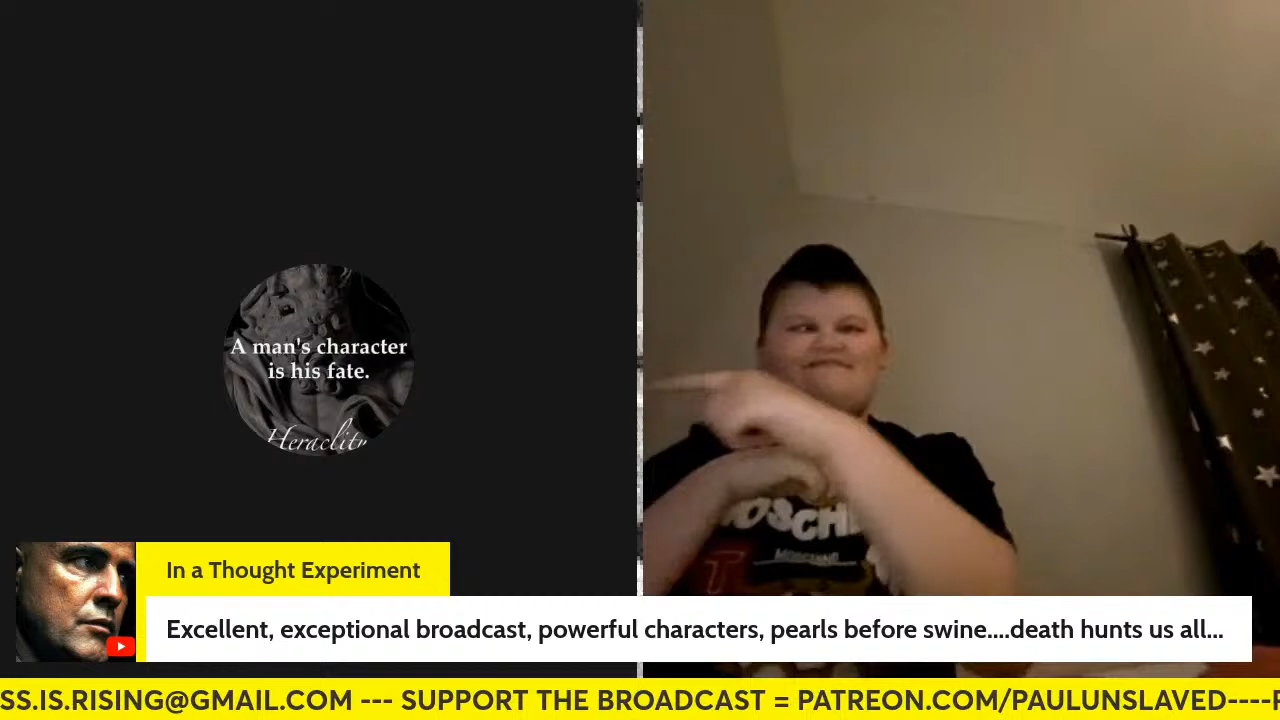 A man's character
is his fate.
In a Thought Experiment
Excellent, exceptional broadcast, powerful characters, pearls before swine....death hunts us all...
SS.IS.RISING@GMAIL.COM --- SUPPORT THE BROADCAST = PATREON.COM/PAULUNSLAVED----